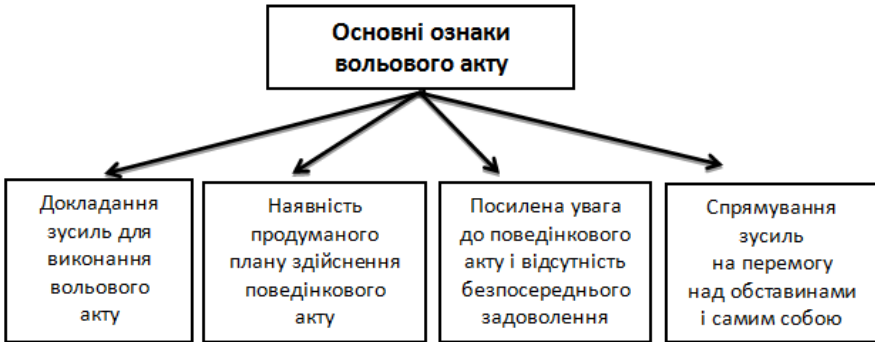 Основні ознаки
вольового акту
Докладання
зусиль для
виконання
вольового
акту
Наявність
продуманого
плану здійснення
поведінкового
акту
Посилена увага
до поведінкового
акту і відсутність
безпосереднього
задоволення
Спрямування
зусиль
на перемогу
над обставинами
і самим собою